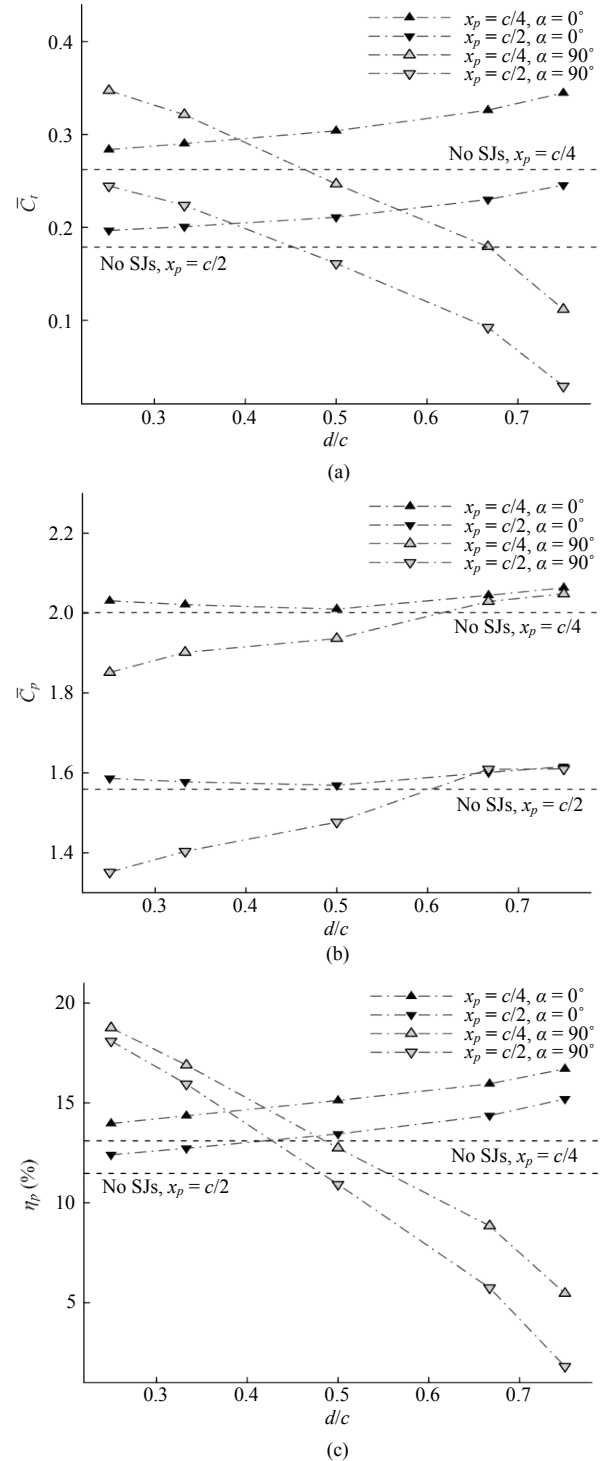 x_p = c/4, α = 0°
x_p = c/2, α = 0°
x_p = c/4, α = 90°
x_p = c/2, α = 90°
0.4
0.3
0.2
0.1
C̅_t
No SJs, x_p = c/4
No SJs, x_p = c/2
0.3 0.4 0.5 0.6 0.7
d/c
(a)
x_p = c/4, α = 0°
x_p = c/2, α = 0°
x_p = c/4, α = 90°
x_p = c/2, α = 90°
2.2
2.0
1.8
1.6
1.4
C̅_p
No SJs, x_p = c/4
No SJs, x_p = c/2
0.3 0.4 0.5 0.6 0.7
d/c
(b)
x_p = c/4, α = 0°
x_p = c/2, α = 0°
x_p = c/4, α = 90°
x_p = c/2, α = 90°
20
15
10
5
η_p (%)
No SJs, x_p = c/4
No SJs, x_p = c/2
0.3 0.4 0.5 0.6 0.7
d/c
(c)